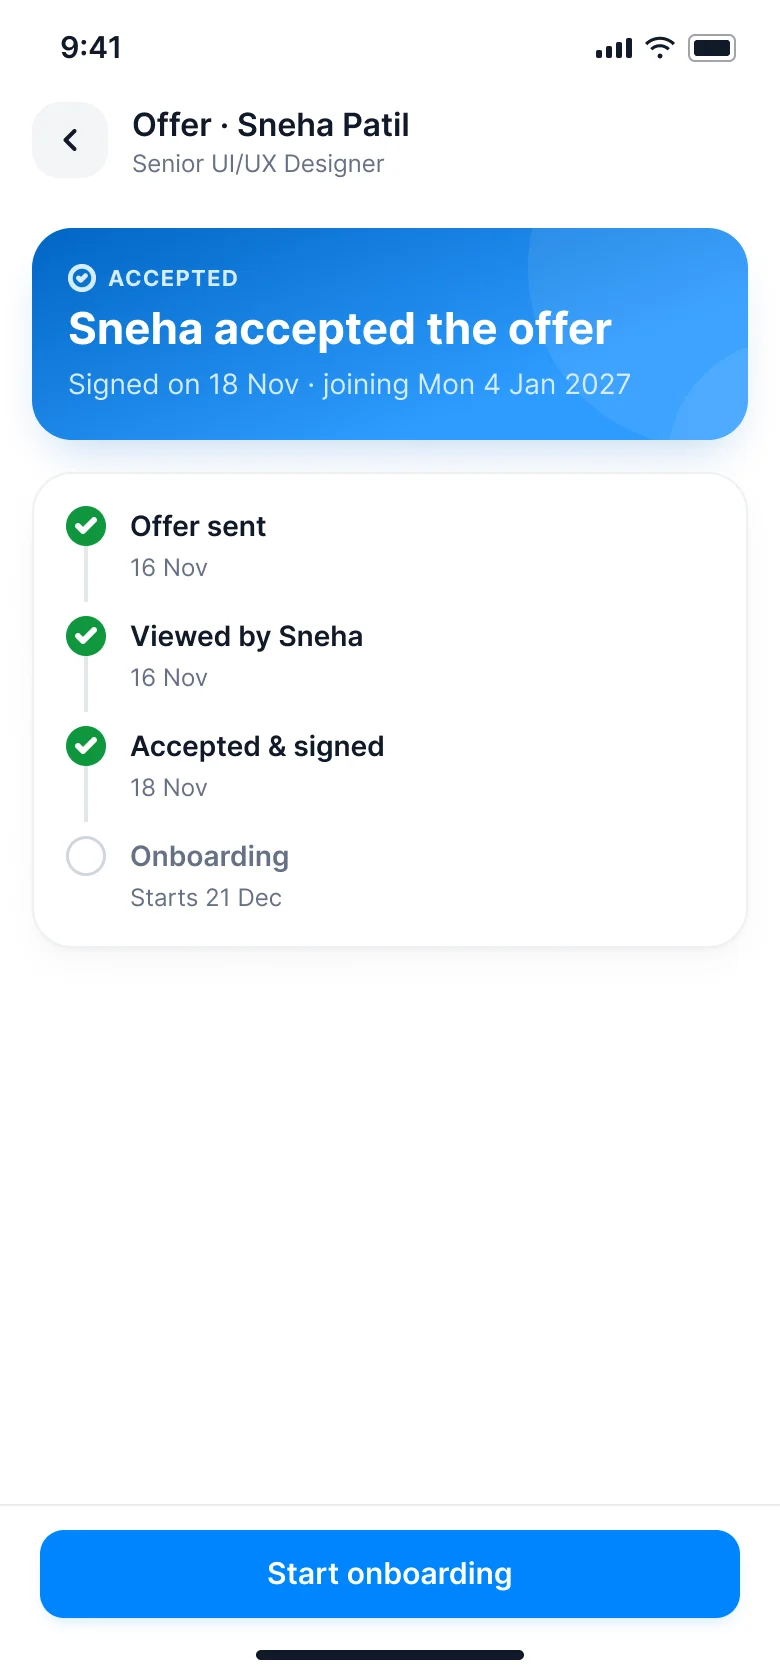 9:41
Offer · Sneha Patil
Senior UI/UX Designer
ACCEPTED
Sneha accepted the offer
Signed on 18 Nov · joining Mon 4 Jan 2027
Offer sent
16 Nov
Viewed by Sneha
16 Nov
Accepted & signed
18 Nov
Onboarding
Starts 21 Dec
Start onboarding